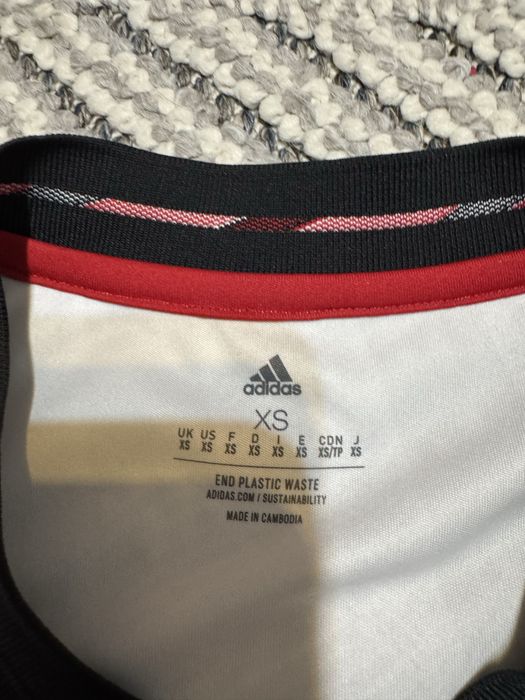 adidas
XS
UK US F D I E CDN J
XS XS XS XS XS XS XS/TP XS
END PLASTIC WASTE
ADIDAS.COM / SUSTAINABILITY
MADE IN CAMBODIA